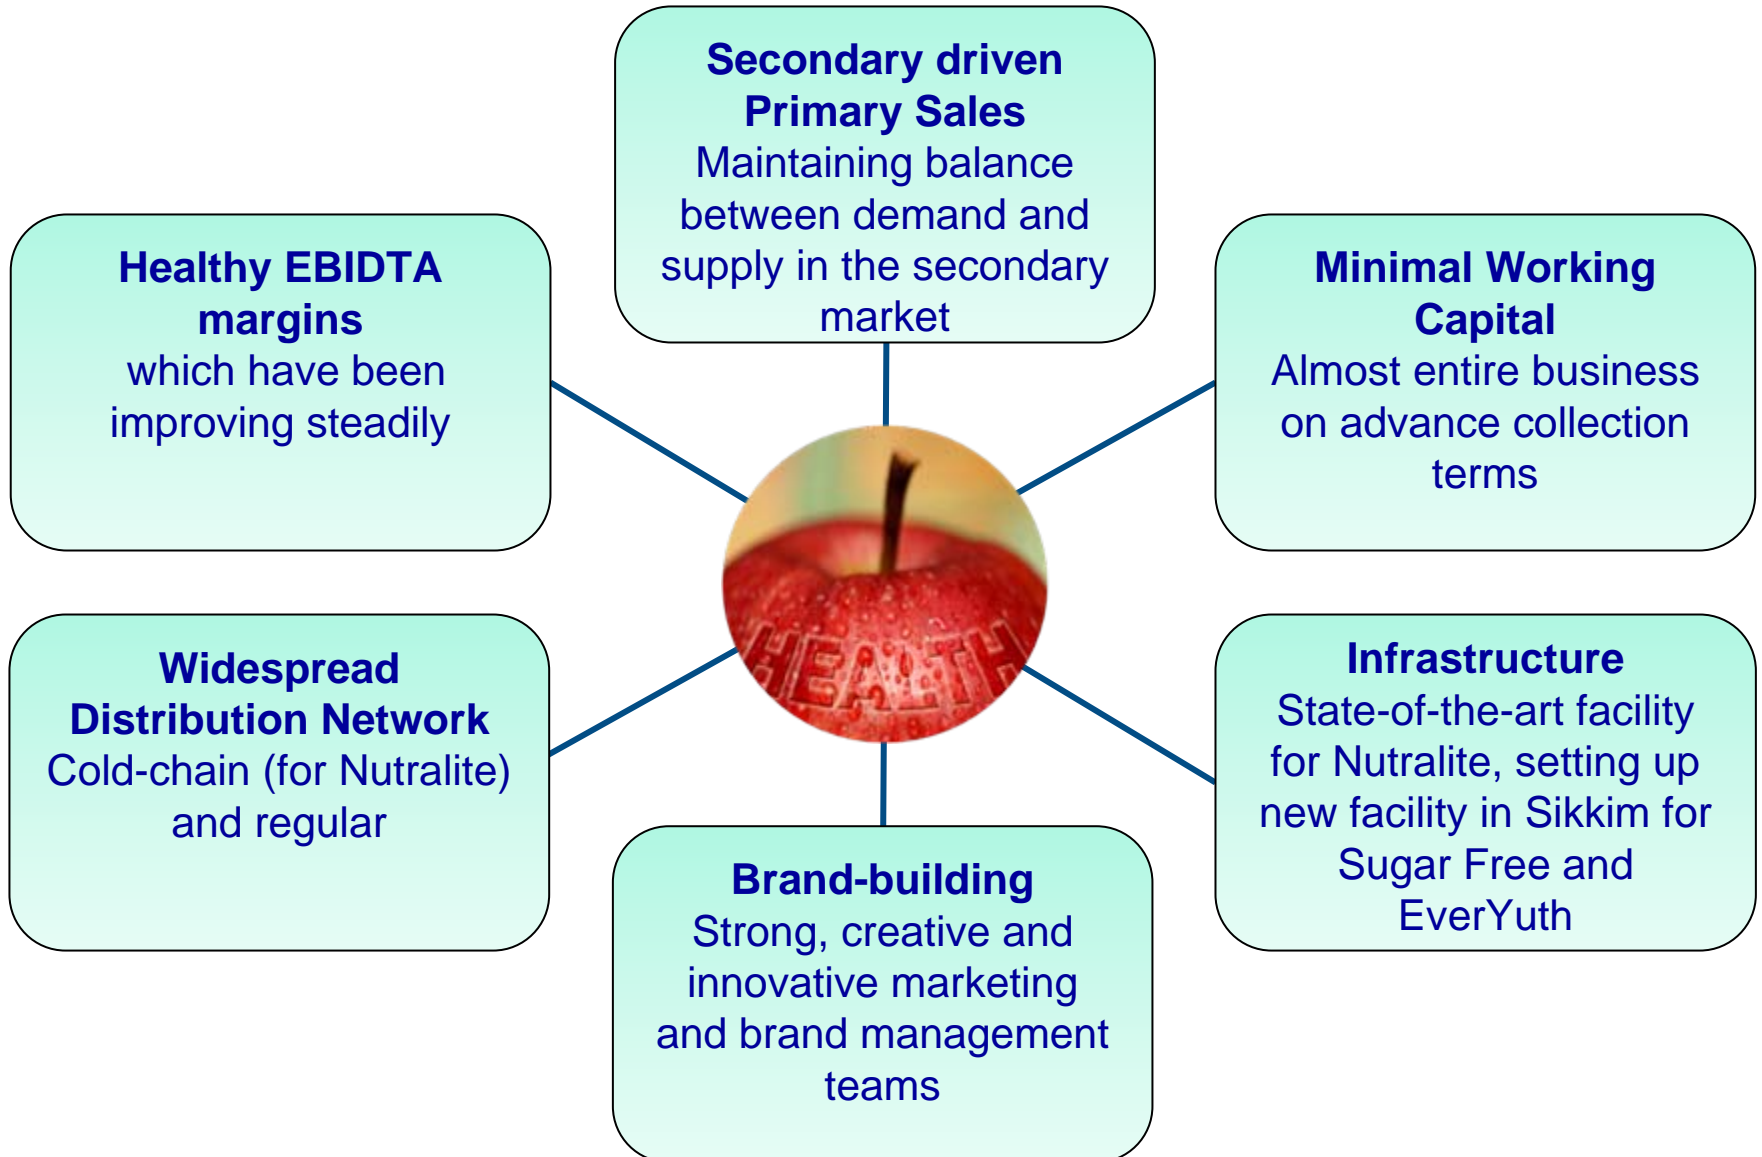 Secondary driven
Primary Sales
Maintaining balance
between demand and
supply in the secondary
market
Healthy EBIDTA
margins
which have been
improving steadily
Minimal Working
Capital
Almost entire business
on advance collection
terms
HEALTH
Widespread
Distribution Network
Cold-chain (for Nutralite)
and regular
Infrastructure
State-of-the-art facility
for Nutralite, setting up
new facility in Sikkim for
Sugar Free and
EverYuth
Brand-building
Strong, creative and
innovative marketing
and brand management
teams